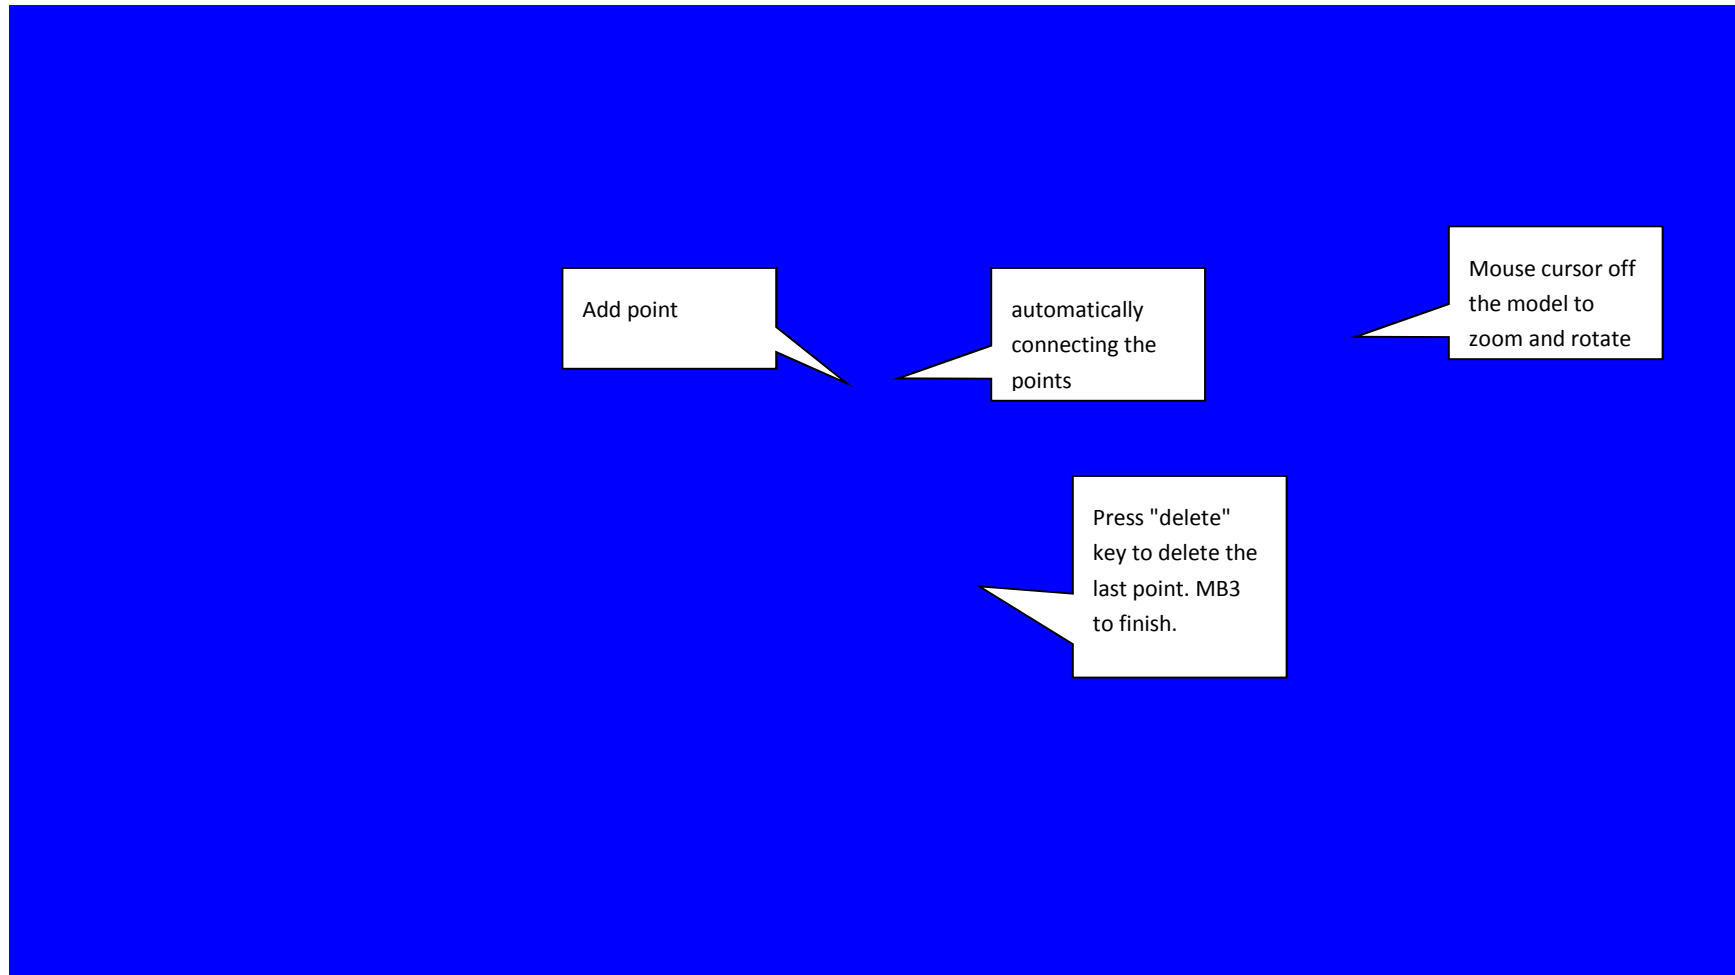 Add point
automatically
connecting the
points
Mouse cursor off
the model to
zoom and rotate
Press "delete"
key to delete the
last point. MB3
to finish.